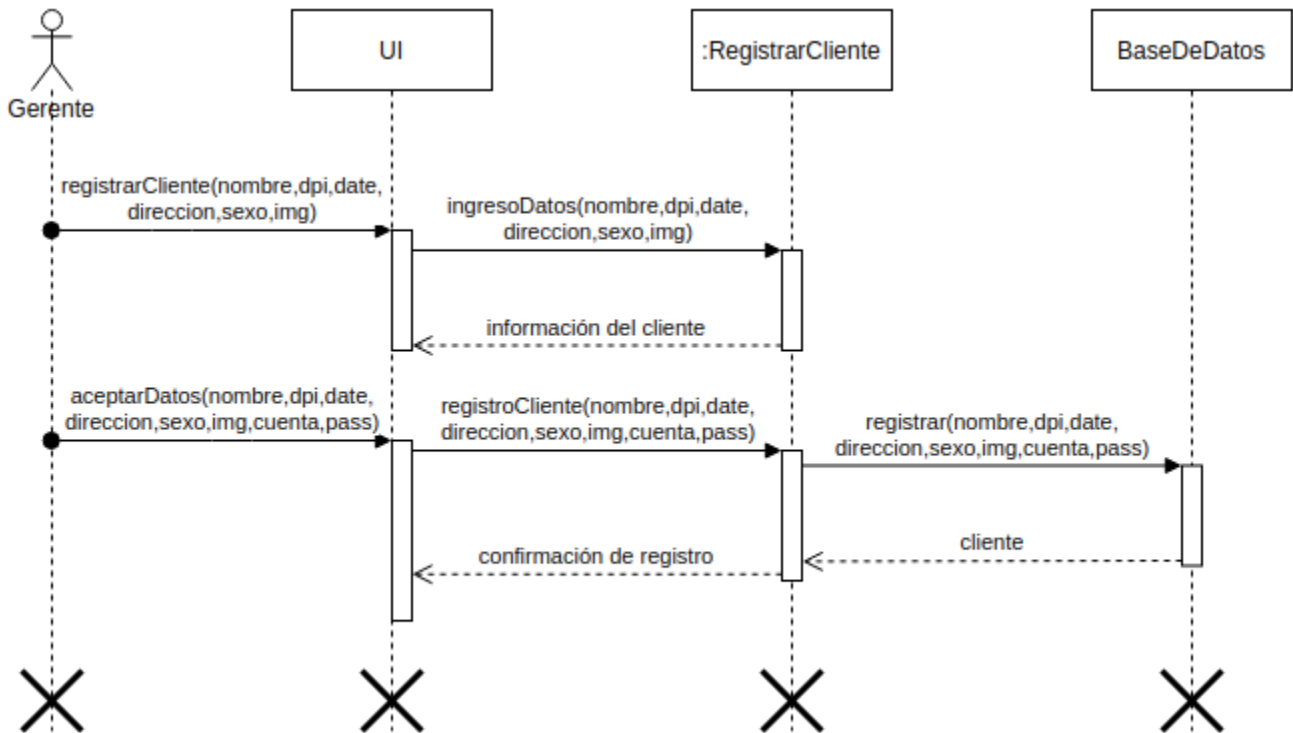 UI
:RegistrarCliente
BaseDeDatos
Gerente
registrarCliente(nombre,dpi,date,
direccion,sexo,img)
ingresoDatos(nombre,dpi,date,
direccion,sexo,img)
información del cliente
aceptarDatos(nombre,dpi,date,
direccion,sexo,img,cuenta,pass)
registroCliente(nombre,dpi,date,
direccion,sexo,img,cuenta,pass)
registrar(nombre,dpi,date,
direccion,sexo,img,cuenta,pass)
cliente
confirmación de registro